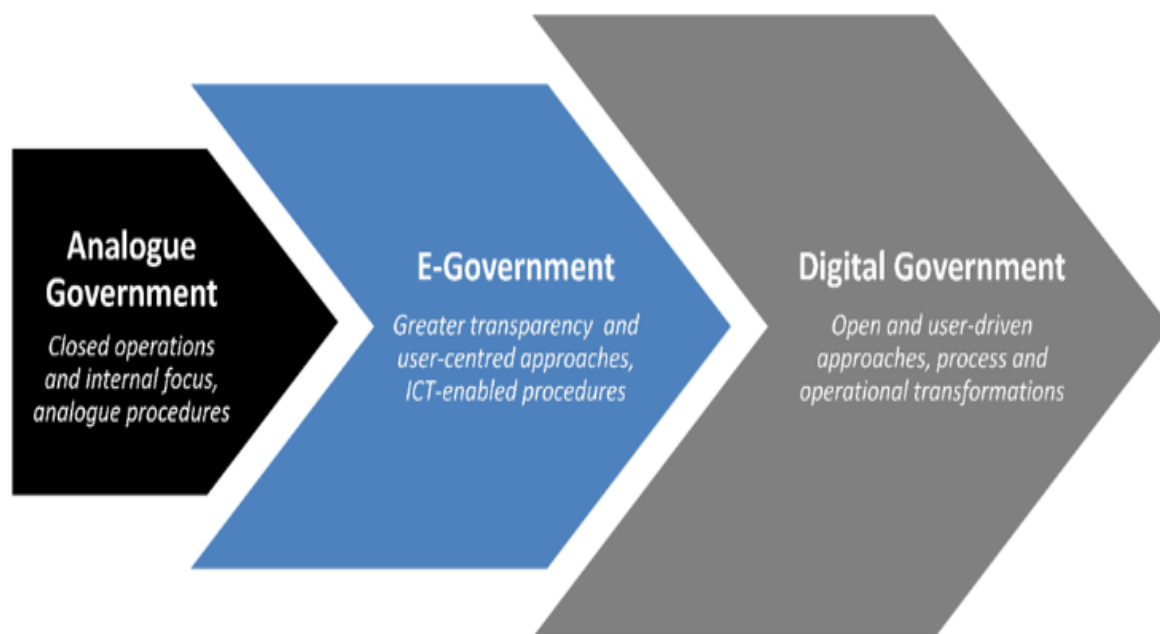 Analogue
Government
Closed operations
and internal focus,
analogue procedures
E-Government
Greater transparency and
user-centred approaches,
ICT-enabled procedures
Digital Government
Open and user-driven
approaches, process and
operational transformations